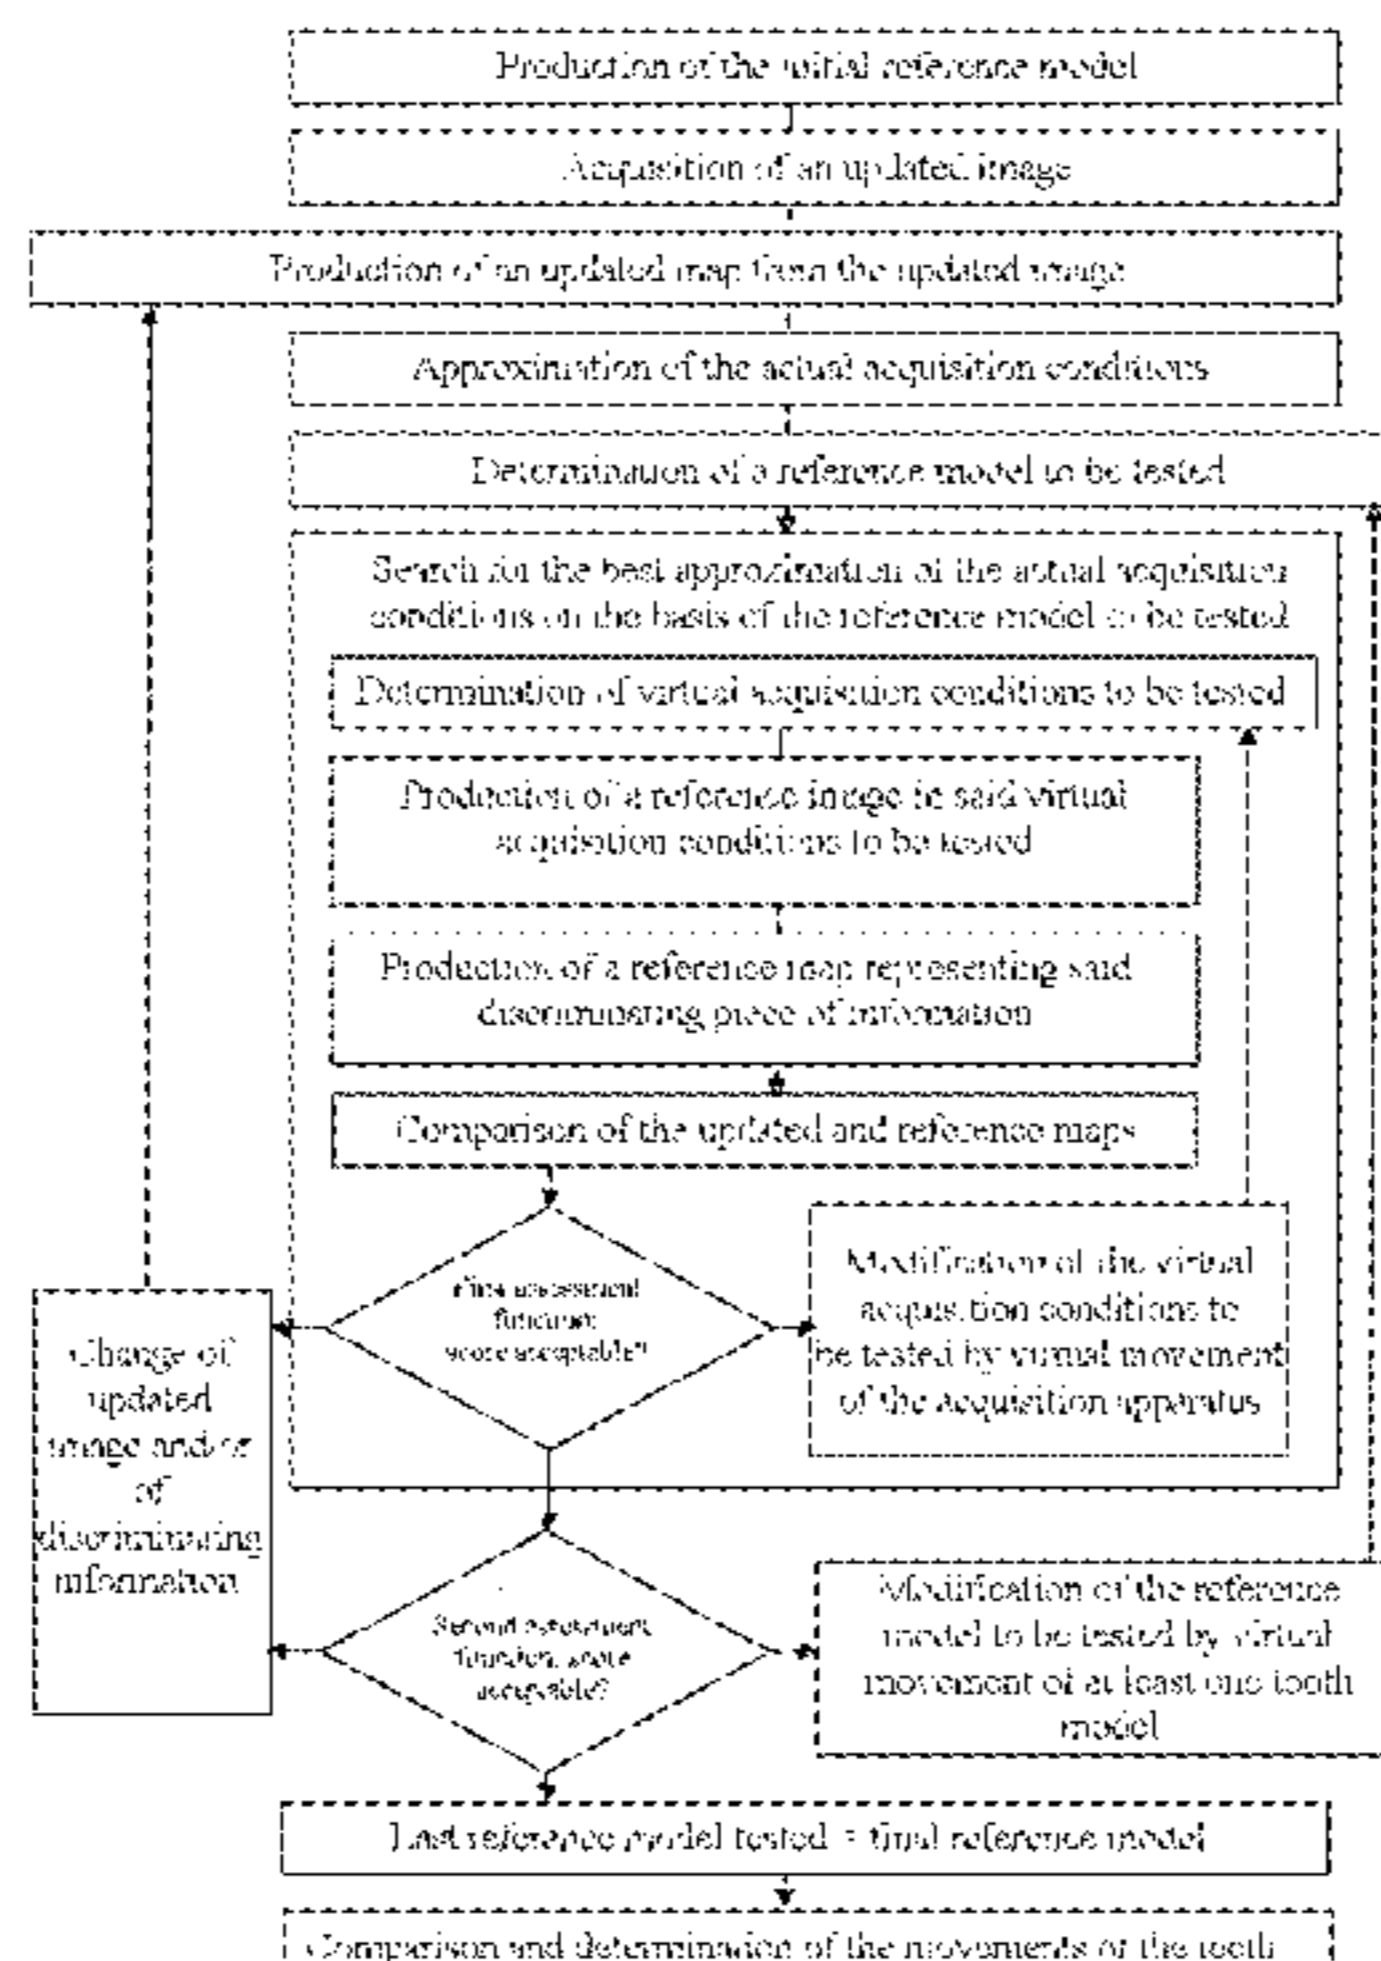 Production of the initial reference model
Acquisition of an updated image
Production of an updated map from the updated image
Approximation of the actual acquisition conditions
Determination of a reference model to be tested
Search for the best approximation of the actual acquisition
conditions on the basis of the reference model to be tested
Determination of virtual acquisition conditions to be tested
Production of a reference image in said virtual
acquisition conditions to be tested
Production of a reference map representing said
discriminating piece of information
Comparison of the updated and reference maps
First assessment
function:
score acceptable?
Modification of the virtual
acquisition conditions to
be tested by virtual movement
of the acquisition apparatus
Change of
updated
image and/or
of
discriminating
information
Second assessment
function, score
acceptable?
Modification of the reference
model to be tested by virtual
movement of at least one tooth
model
Last reference model tested = final reference model
Comparison and determination of the movements of the teeth